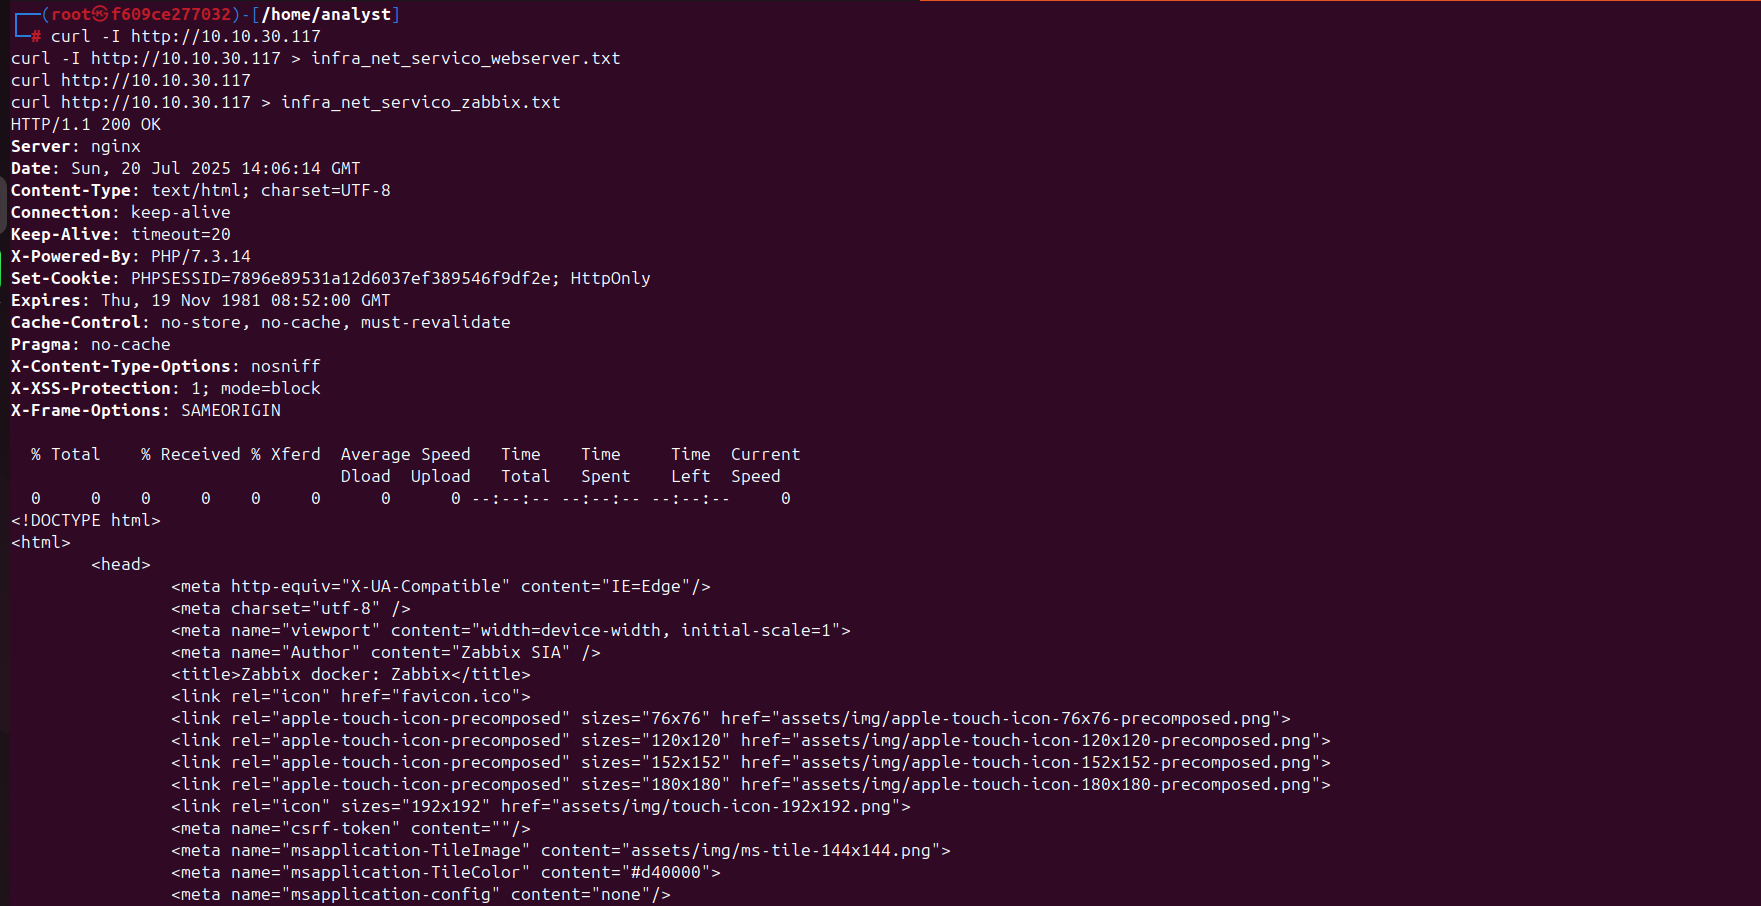 ┌──(root㉿f609ce277032)-[/home/analyst]
└─# curl -I http://10.10.30.117
curl -I http://10.10.30.117 > infra_net_servico_webserver.txt
curl http://10.10.30.117
curl http://10.10.30.117 > infra_net_servico_zabbix.txt
HTTP/1.1 200 OK
Server: nginx
Date: Sun, 20 Jul 2025 14:06:14 GMT
Content-Type: text/html; charset=UTF-8
Connection: keep-alive
Keep-Alive: timeout=20
X-Powered-By: PHP/7.3.14
Set-Cookie: PHPSESSID=7896e89531a12d6037ef389546f9df2e; HttpOnly
Expires: Thu, 19 Nov 1981 08:52:00 GMT
Cache-Control: no-store, no-cache, must-revalidate
Pragma: no-cache
X-Content-Type-Options: nosniff
X-XSS-Protection: 1; mode=block
X-Frame-Options: SAMEORIGIN
  % Total    % Received % Xferd  Average Speed   Time    Time     Time  Current
                                 Dload  Upload   Total   Spent    Left  Speed
  0     0    0     0    0     0      0      0 --:--:-- --:--:-- --:--:--     0
<!DOCTYPE html>
<html>
        <head>
                <meta http-equiv="X-UA-Compatible" content="IE=Edge"/>
                <meta charset="utf-8" />
                <meta name="viewport" content="width=device-width, initial-scale=1">
                <meta name="Author" content="Zabbix SIA" />
                <title>Zabbix docker: Zabbix</title>
                <link rel="icon" href="favicon.ico">
                <link rel="apple-touch-icon-precomposed" sizes="76x76" href="assets/img/apple-touch-icon-76x76-precomposed.png">
                <link rel="apple-touch-icon-precomposed" sizes="120x120" href="assets/img/apple-touch-icon-120x120-precomposed.png">
                <link rel="apple-touch-icon-precomposed" sizes="152x152" href="assets/img/apple-touch-icon-152x152-precomposed.png">
                <link rel="apple-touch-icon-precomposed" sizes="180x180" href="assets/img/apple-touch-icon-180x180-precomposed.png">
                <link rel="icon" sizes="192x192" href="assets/img/touch-icon-192x192.png">
                <meta name="csrf-token" content=""/>
                <meta name="msapplication-TileImage" content="assets/img/ms-tile-144x144.png">
                <meta name="msapplication-TileColor" content="#d40000">
                <meta name="msapplication-config" content="none"/>